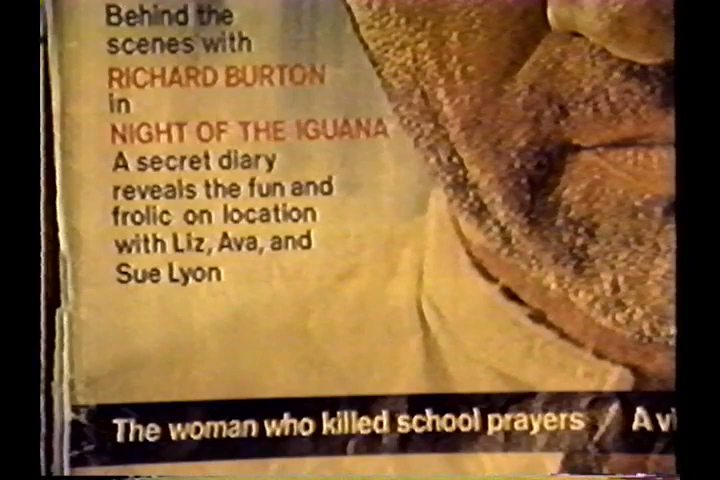 Behind the
scenes with
RICHARD BURTON
in
NIGHT OF THE IGUANA
A secret diary
reveals the fun and
frolic on location
with Liz, Ava, and
Sue Lyon
The woman who killed school prayers / A vi